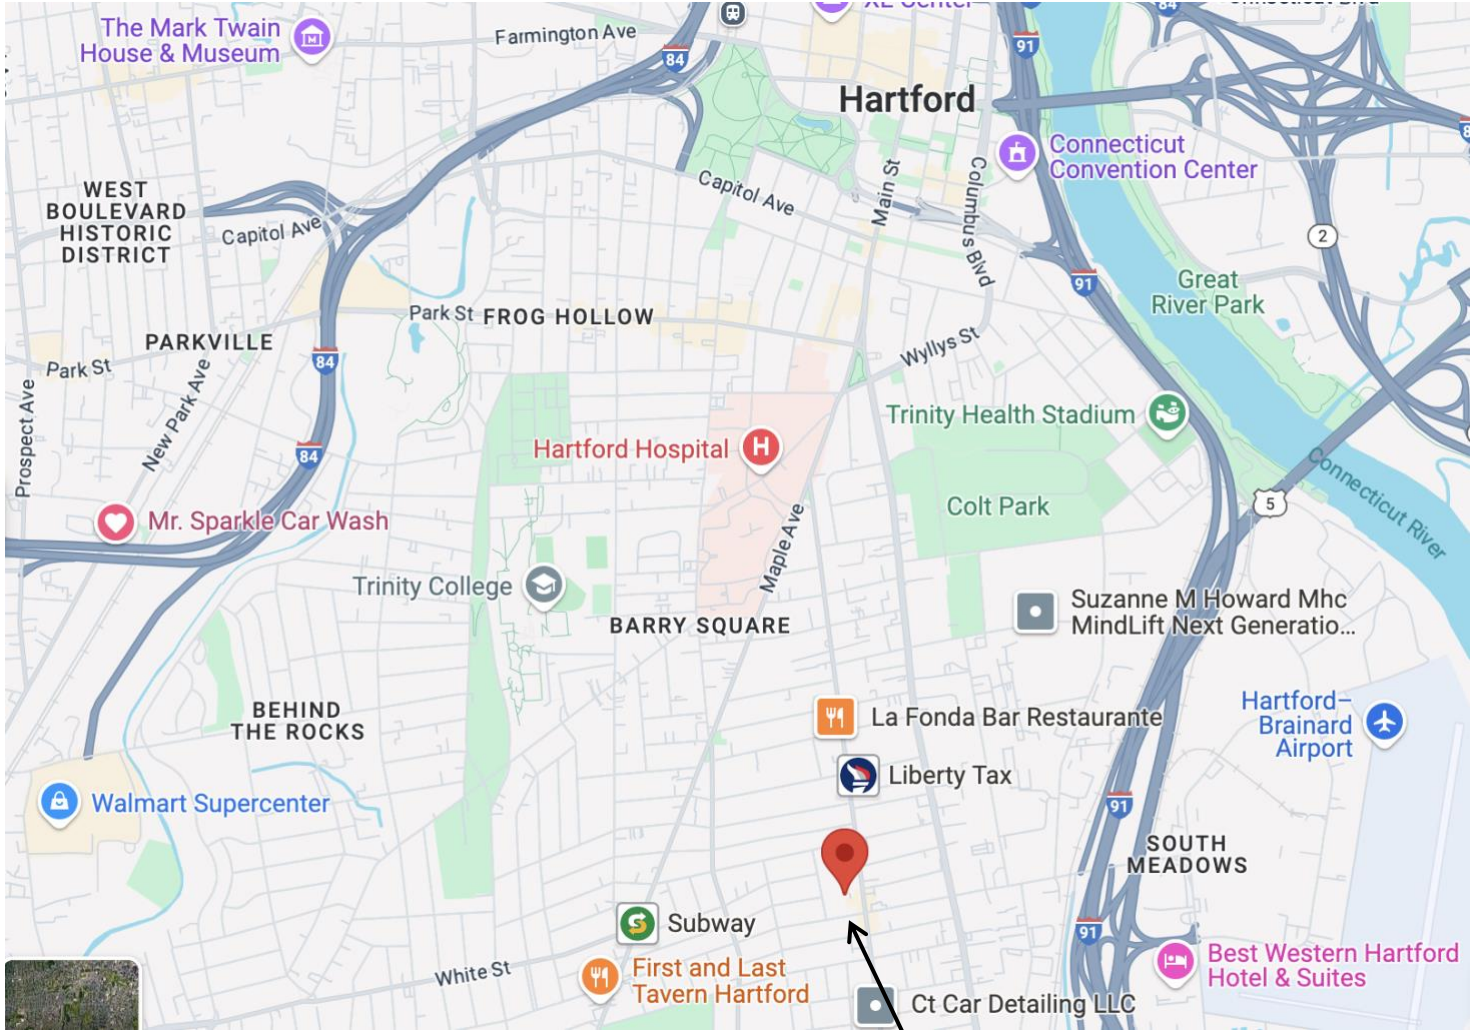 XL Center
The Mark Twain
House & Museum
Farmington Ave
84
91
84
Hartford
Connecticut
Convention Center
Capitol Ave
Main St
Columbus Blvd
WEST
BOULEVARD
HISTORIC
DISTRICT
Capitol Ave
2
91
Great
River Park
Park St
FROG HOLLOW
PARKVILLE
84
Park St
Wyllys St
Prospect Ave
New Park Ave
Trinity Health Stadium
Hartford Hospital
H
84
Connecticut River
5
Colt Park
Mr. Sparkle Car Wash
Maple Ave
Trinity College
Suzanne M Howard Mhc
MindLift Next Generatio...
BARRY SQUARE
BEHIND
THE ROCKS
La Fonda Bar Restaurante
Hartford–
Brainard
Airport
Liberty Tax
Walmart Supercenter
91
SOUTH
MEADOWS
Subway
91
White St
First and Last
Tavern Hartford
Best Western Hartford
Hotel & Suites
Ct Car Detailing LLC